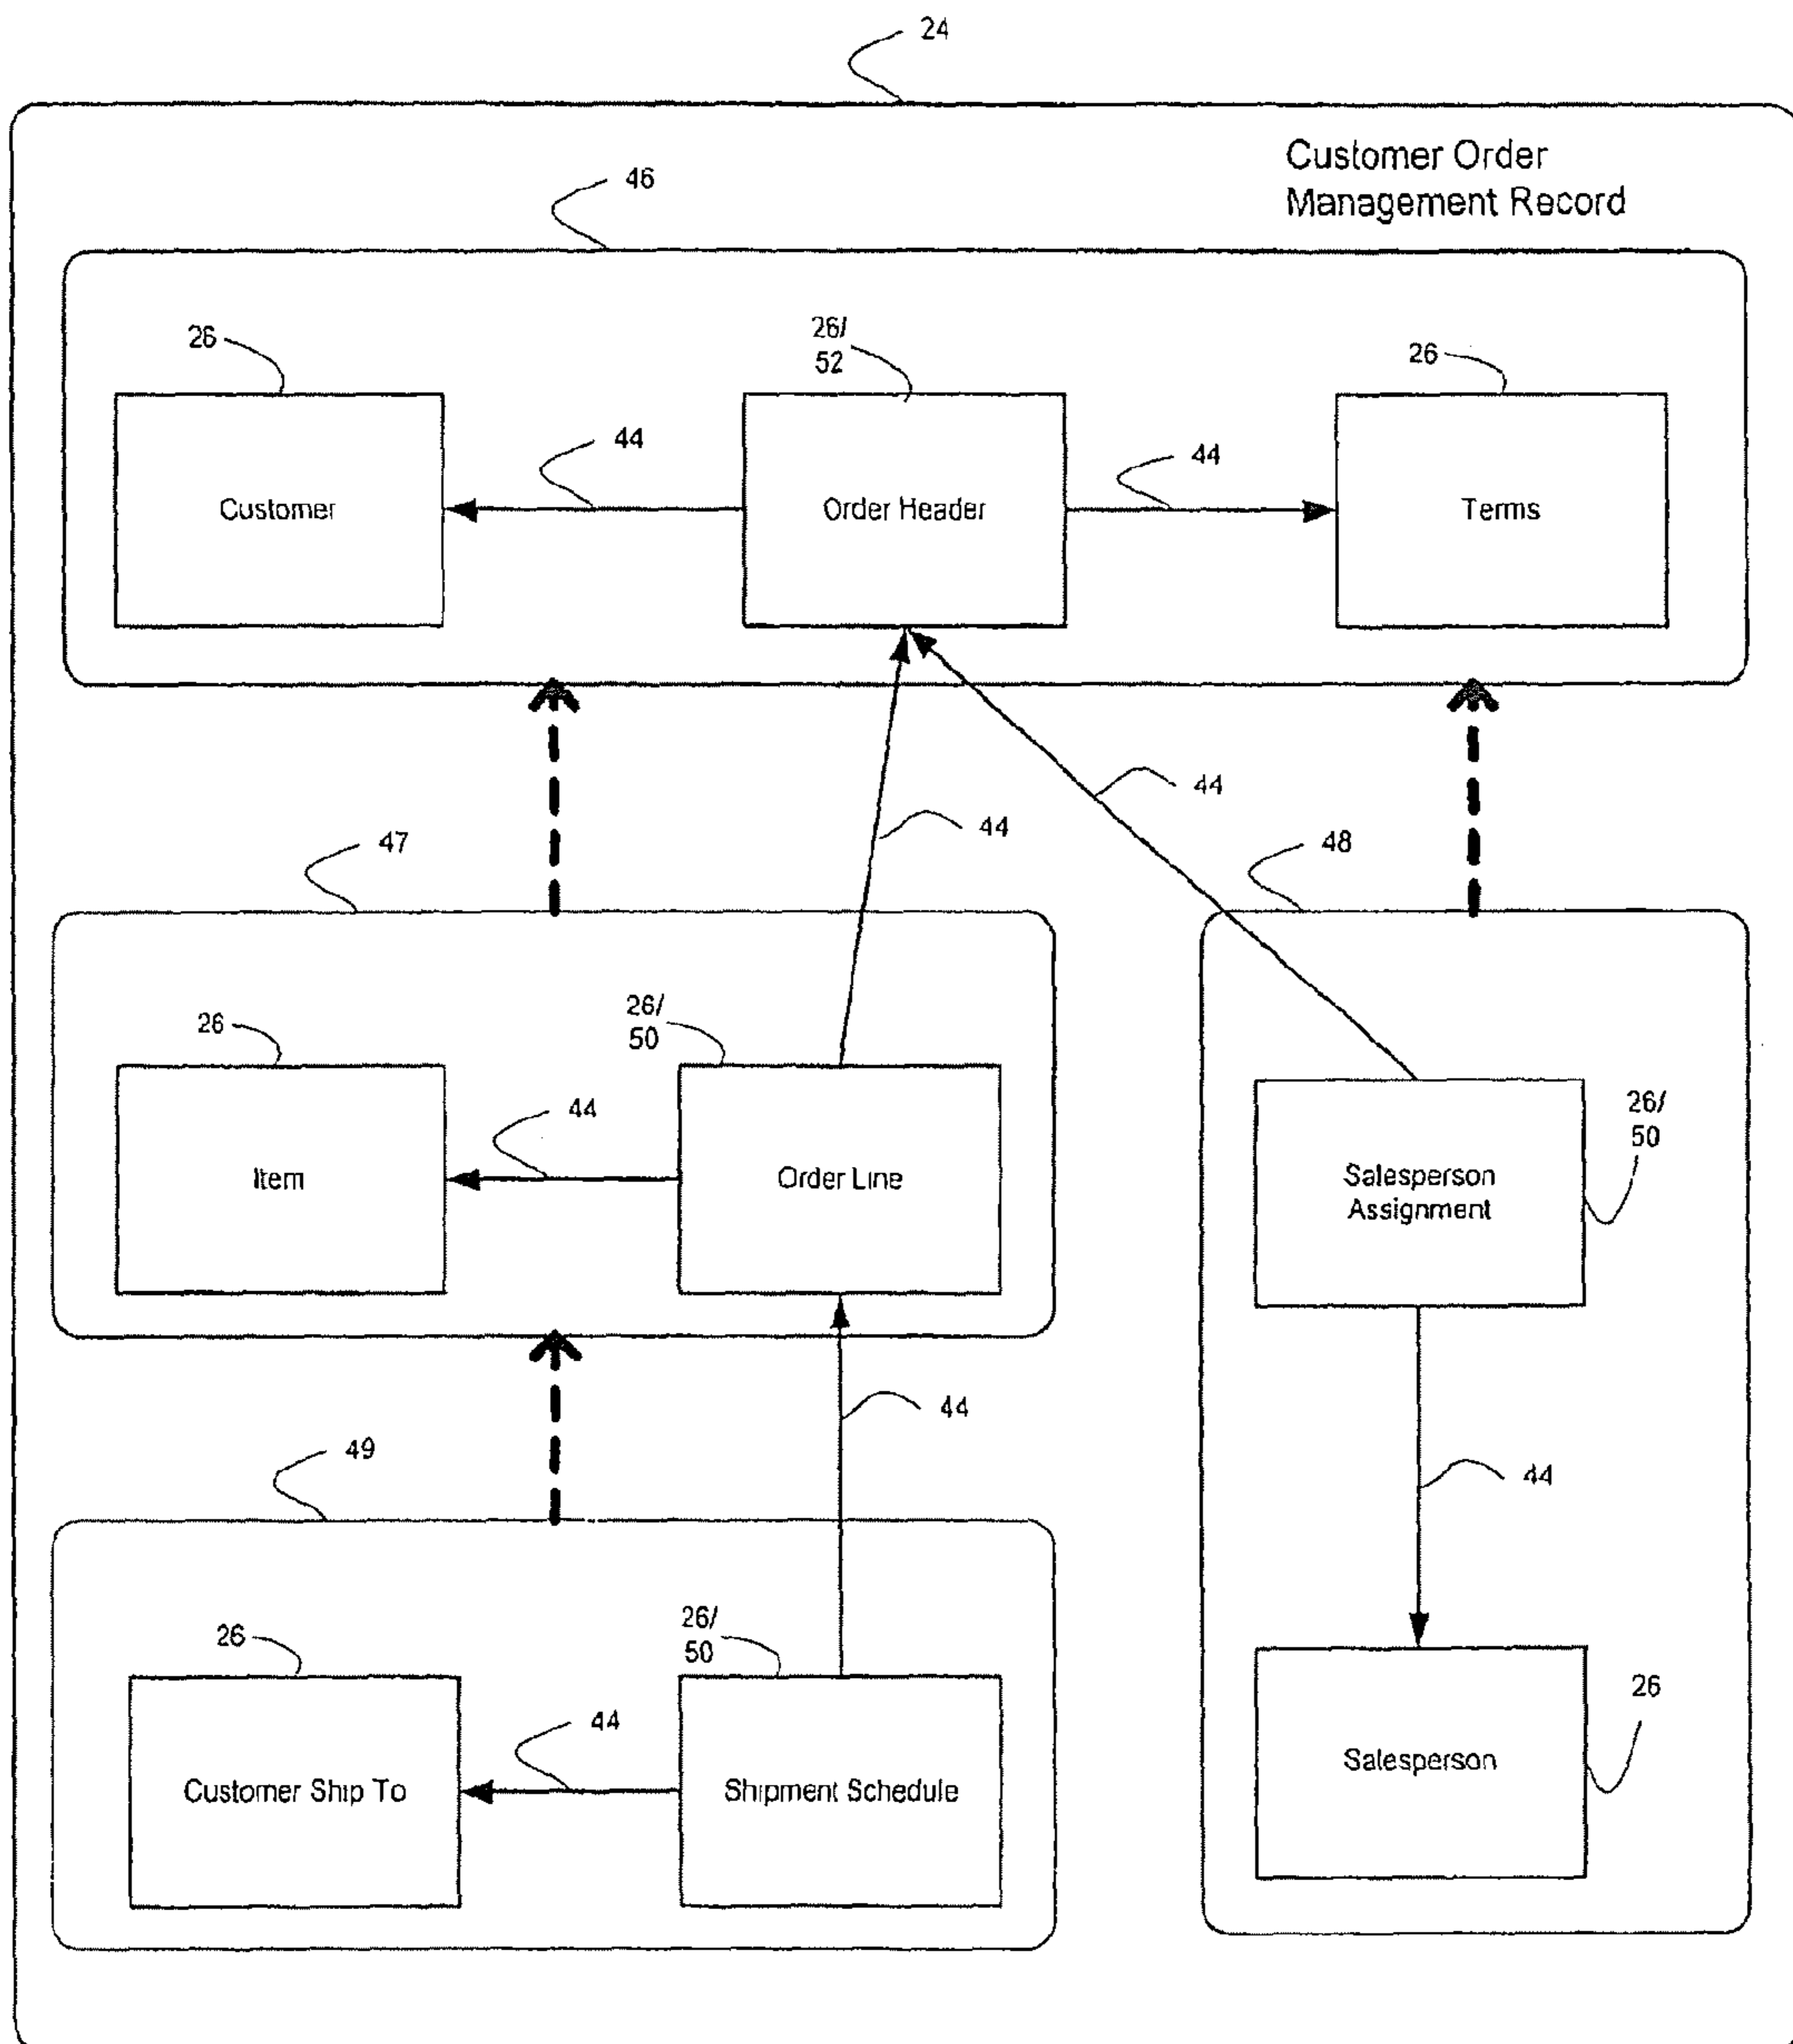 24
Customer Order
Management Record
46
26
26/
52
26
44
44
Customer
Order Header
Terms
44
44
47
48
26
26/
50
44
Item
Order Line
26/
50
Salesperson
Assignment
44
49
44
26
26/
50
26
44
Customer Ship To
Shipment Schedule
Salesperson